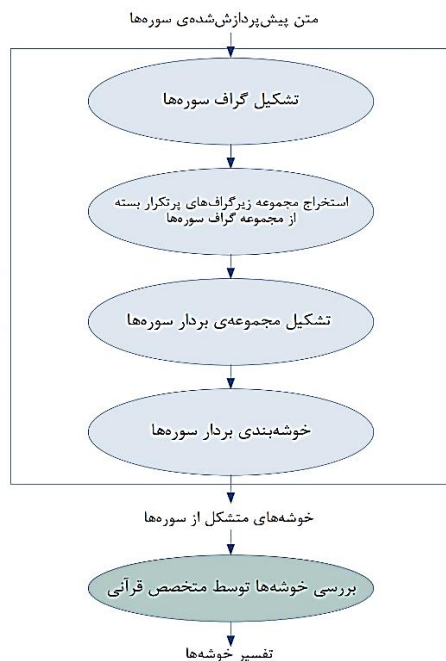 متن پیش‌پردازش‌شده‌ی سوره‌ها
تشکیل گراف سوره‌ها
استخراج مجموعه زیرگراف‌های پرتکرار بسته
از مجموعه گراف سوره‌ها
تشکیل مجموعه‌ی بردار سوره‌ها
خوشه‌بندی بردار سوره‌ها
خوشه‌های متشکل از سوره‌ها
بررسی خوشه‌ها توسط متخصص قرآنی
تفسیر خوشه‌ها